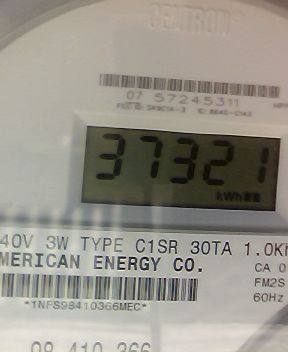 CENTRON®
07 57245311
37321
kWh
40V 3W TYPE C1SR 30TA 1.0K
MERICAN ENERGY CO.
CA 0
FM2S
60Hz
*1NFS98410366MEC*
98 410 366